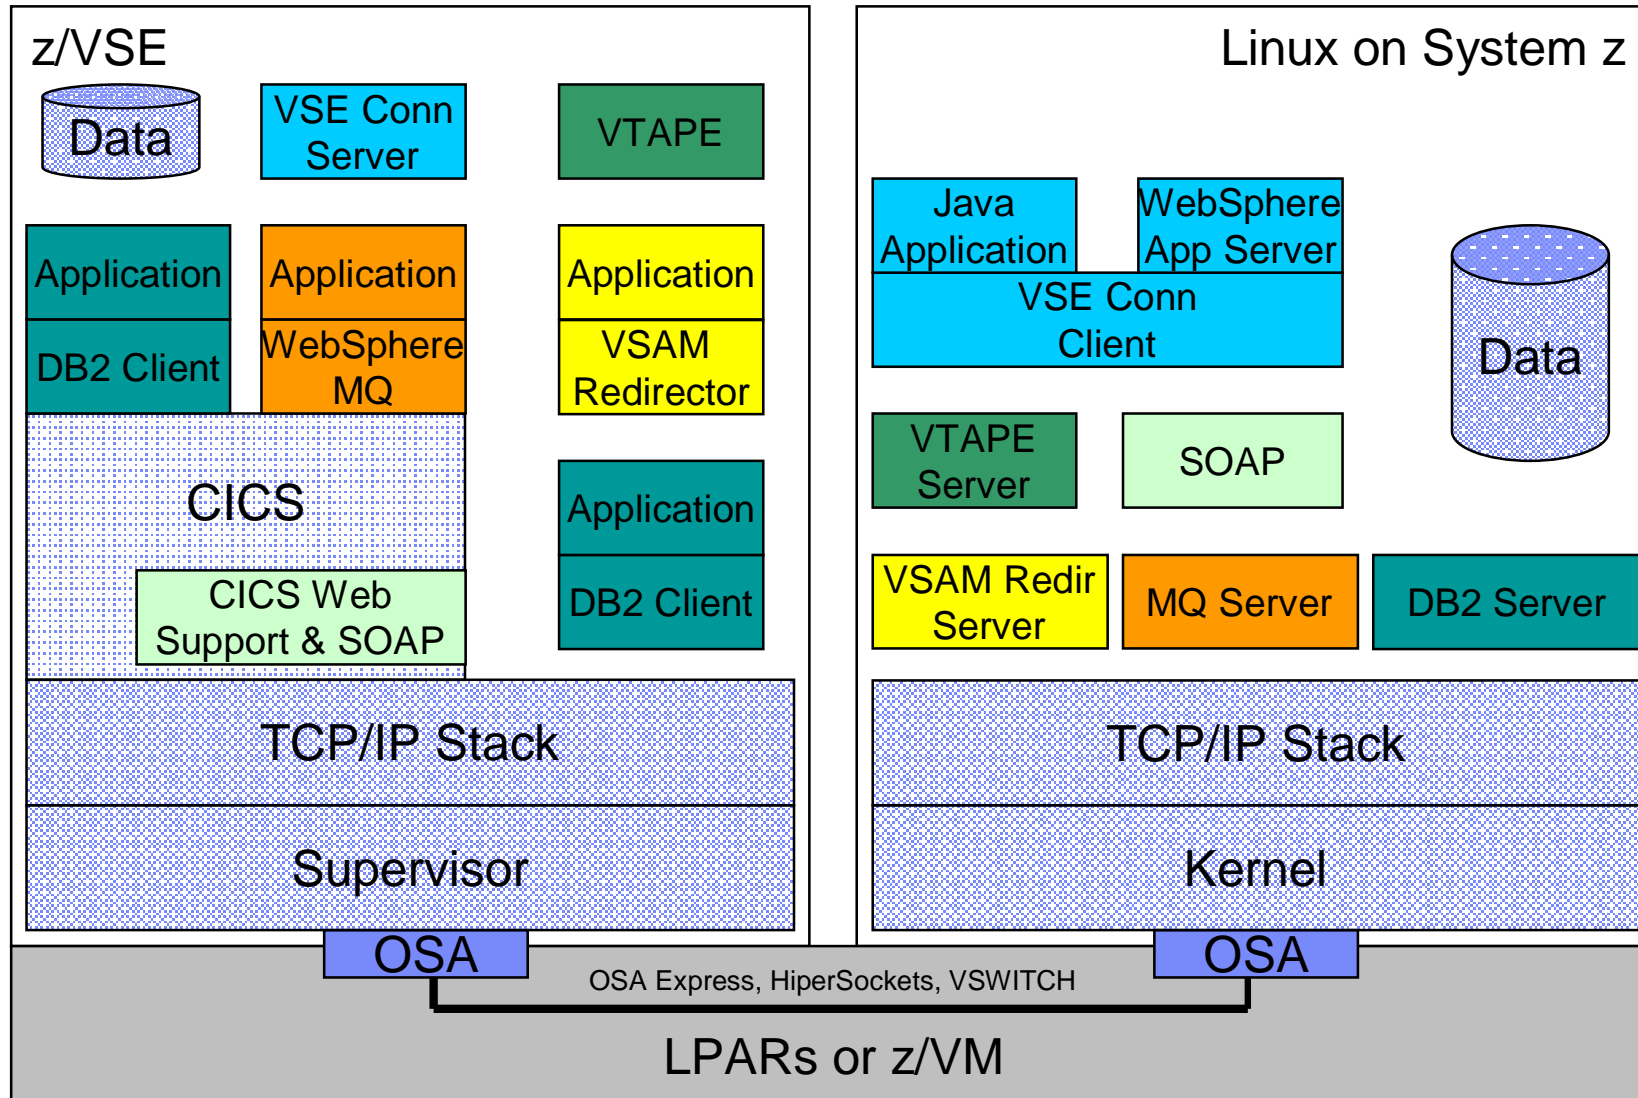 z/VSE
Data
VSE Conn
Server
VTAPE
Application
DB2 Client
Application
WebSphere
MQ
Application
VSAM
Redirector
CICS
CICS Web
Support & SOAP
Application
DB2 Client
TCP/IP Stack
Supervisor
OSA
Linux on System z
Java
Application
WebSphere
App Server
VSE Conn
Client
Data
VTAPE
Server
SOAP
VSAM Redir
Server
MQ Server
DB2 Server
TCP/IP Stack
Kernel
OSA
OSA Express, HiperSockets, VSWITCH
LPARs or z/VM